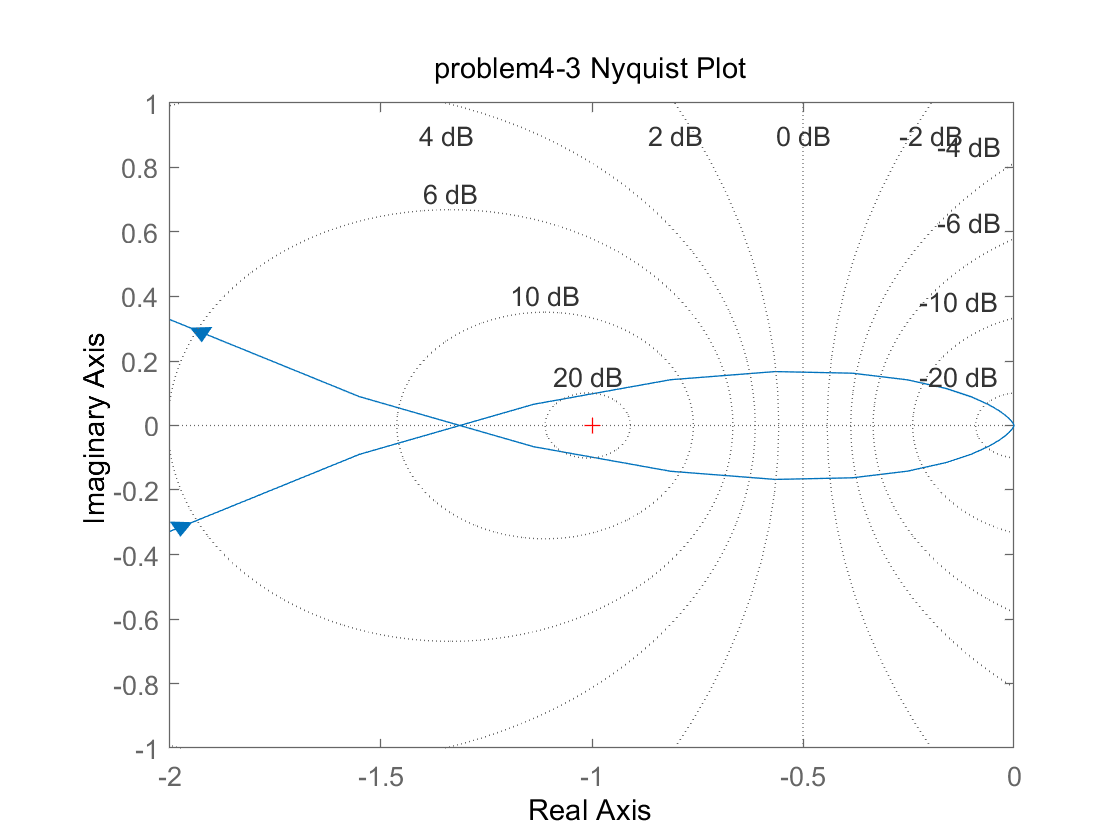 problem4-3 Nyquist Plot
1
4 dB
2 dB
0 dB
-2 dB
-4 dB
0.8
6 dB
-6 dB
0.6
0.4
10 dB
-10 dB
0.2
20 dB
-20 dB
0
-0.2
-0.4
-0.6
-0.8
-1
Imaginary Axis
-2
-1.5
-1
-0.5
0
Real Axis